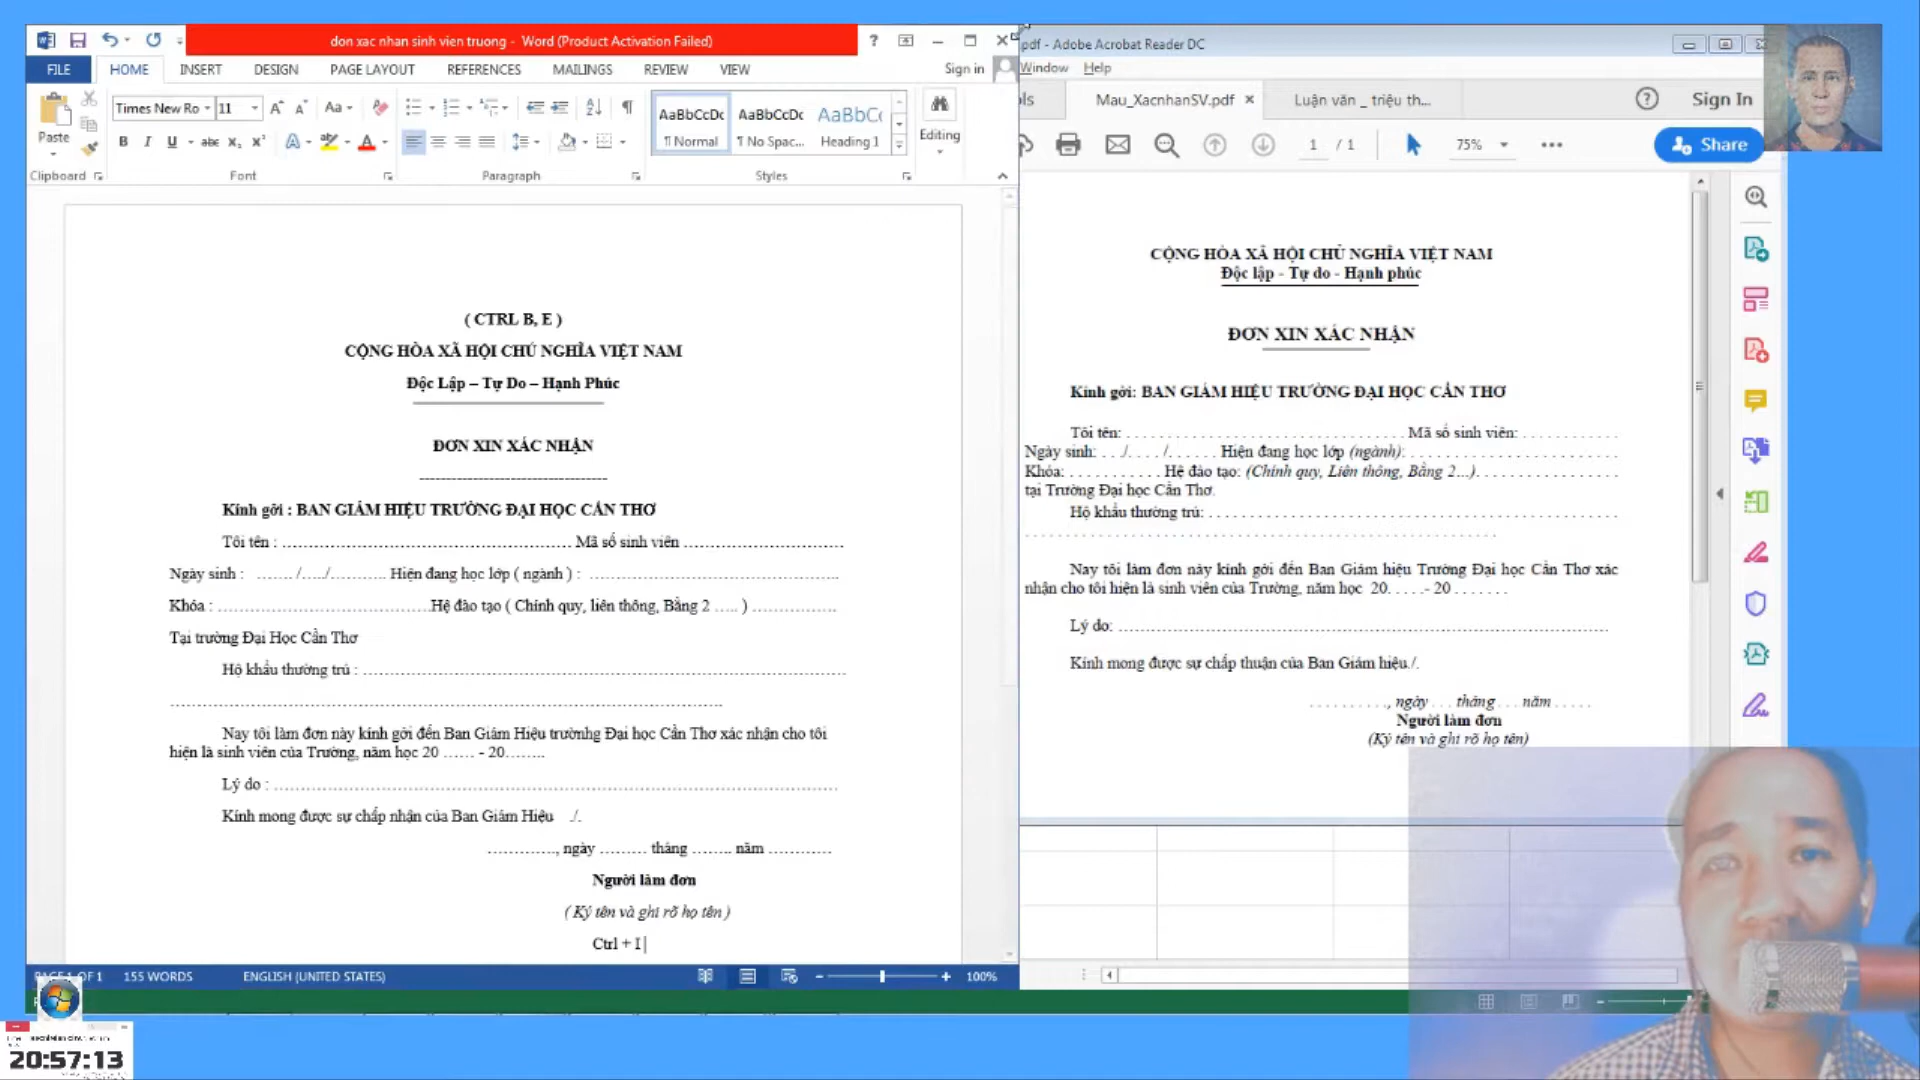 don xac nhan sinh vien truong - Word (Product Activation Failed)
FILE HOME INSERT DESIGN PAGE LAYOUT REFERENCES MAILINGS REVIEW VIEW Sign in
Times New Ro 11
Paste
AaBbCcDc AaBbCcDc AaBbC
¶ Normal ¶ No Spac... Heading 1
Editing
Clipboard Font Paragraph Styles
( CTRL B, E )
CỘNG HÒA XÃ HỘI CHỦ NGHĨA VIỆT NAM
Độc Lập – Tự Do – Hạnh Phúc
ĐƠN XIN XÁC NHẬN
-----------------------------------
Kính gởi : BAN GIÁM HIỆU TRƯỜNG ĐẠI HỌC CẦN THƠ
Tôi tên : ………………………………………………. Mã số sinh viên …………………………
Ngày sinh : ……. /…../……….. Hiện đang học lớp ( ngành ) : ………………………………………..
Khóa : …………………………………..Hệ đào tạo ( Chính quy, liên thông, Bằng 2 ….. ) …………….
Tại trường Đại Học Cần Thơ
Hộ khẩu thường trú : ……………………………………………………………………………….
……………………………………………………………………………………………
Nay tôi làm đơn này kính gởi đến Ban Giám Hiệu trườnhg Đại học Cần Thơ xác nhận cho tôi
hiện là sinh viên của Trường, năm học 20 …… - 20……..
Lý do : ……………………………………………………………………………………………
Kính mong được sự chấp nhận của Ban Giám Hiệu ./.
…………., ngày ……… tháng …….. năm …………
Người làm đơn
( Ký tên và ghi rõ họ tên )
Ctrl + I
PAGE 1 OF 1 155 WORDS ENGLISH (UNITED STATES) 100%
.pdf - Adobe Acrobat Reader DC
Window Help
ls Mau_XacnhanSV.pdf × Luận văn _ triệu th... Sign In
1 / 1 75% Share
CỘNG HÒA XÃ HỘI CHỦ NGHĨA VIỆT NAM
Độc lập - Tự do - Hạnh phúc
ĐƠN XIN XÁC NHẬN
Kính gởi: BAN GIÁM HIỆU TRƯỜNG ĐẠI HỌC CẦN THƠ
Tôi tên: . . . . . . . . . . . . . . . . . . . . . . . . . . . . Mã số sinh viên: . . . . . . . . . .
Ngày sinh: . . ./. . . . /. . . . . . Hiện đang học lớp (ngành): . . . . . . . . . . . . . . . . . . . . .
Khóa: . . . . . . . . . . Hệ đào tạo: (Chính quy, Liên thông, Bằng 2...). . . . . . . . . . . . . . .
tại Trường Đại học Cần Thơ.
Hộ khẩu thường trú: . . . . . . . . . . . . . . . . . . . . . . . . . . . . . . . . . . . . . . . . .
. . . . . . . . . . . . . . . . . . . . . . . . . . . . . . . . . . . . . . . . . . . . . . .
Nay tôi làm đơn này kính gởi đến Ban Giám hiệu Trường Đại học Cần Thơ xác
nhận cho tôi hiện là sinh viên của Trường, năm học 20. . . . .- 20 . . . . . . .
Lý do: ......................................................................................
Kính mong được sự chấp thuận của Ban Giám hiệu./.
. . . . . . . . . ., ngày . . . tháng . . . năm . . . . .
Người làm đơn
(Ký tên và ghi rõ họ tên)
20:57:13